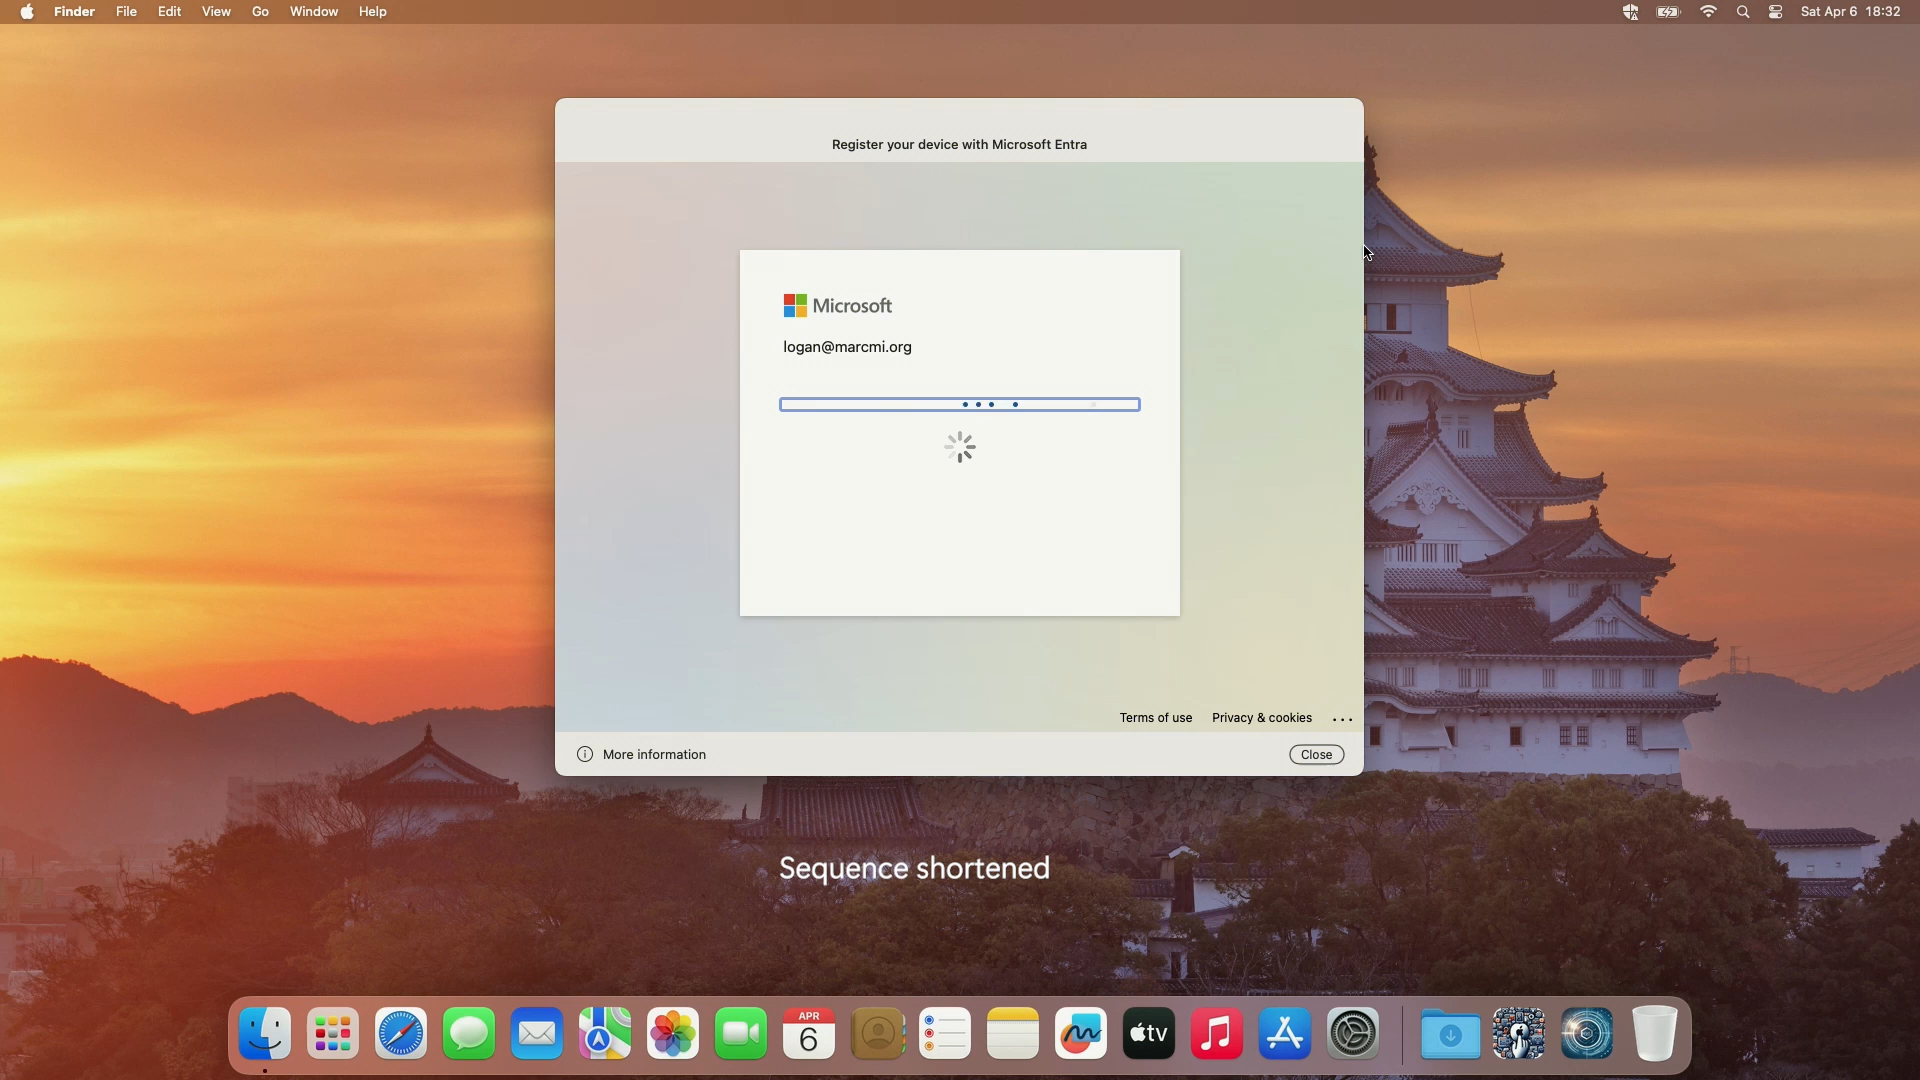 Finder File Edit View Go Window Help Sat Apr 6 18:32
Register your device with Microsoft Entra
Microsoft
logan@marcmi.org
Terms of use Privacy & cookies ...
More information Close
Sequence shortened
APR
6
tv